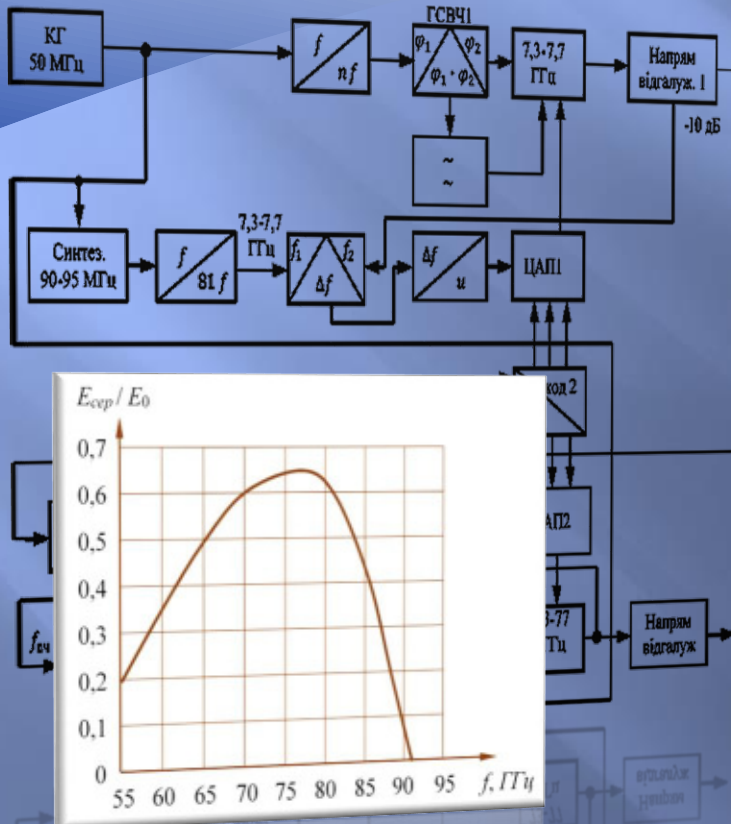 ГСВЧ1
КГ
50 МГц
f
nf
φ₁
φ₂
φ₁ · φ₂
7,3-7,7
ГГц
Напрям
відгалуж. 1
-10 дБ
~
~
7,3-7,7
ГГц
Синтез.
90-95 МГц
f
81 f
f₁
f₂
Δf
Δf
u
ЦАП1
код 2
АП2
Напрям
відгалуж
Eсер / E₀
0,7
0,6
0,5
0,4
0,3
0,2
0,1
0
55 60 65 70 75 80 85 90 95 f, ГГц